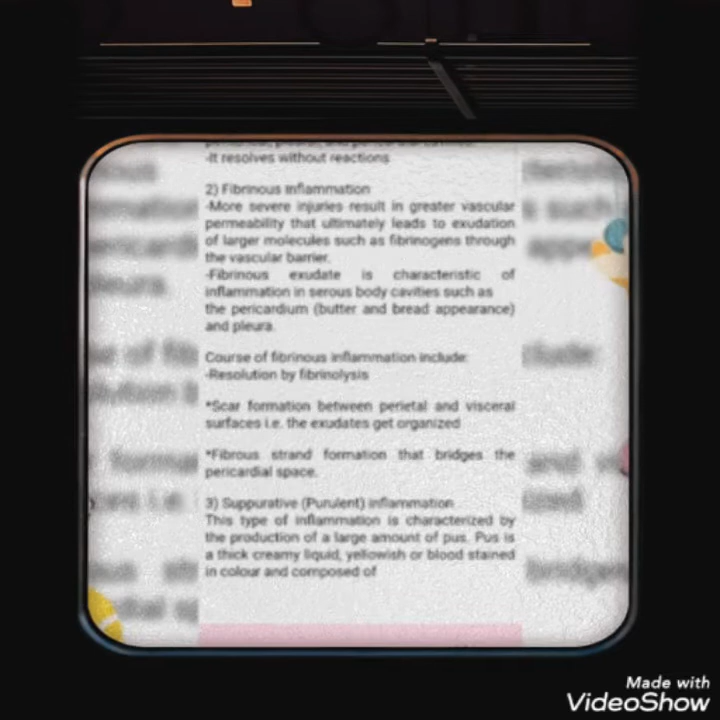 -It resolves without reactions
2) Fibrinous inflammation
-More severe injuries result in greater vascular
permeability that ultimately leads to exudation
of larger molecules such as fibrinogens through
the vascular barrier.
-Fibrinous exudate is characteristic of
inflammation in serous body cavities such as
the pericardium (butter and bread appearance)
and pleura.
Course of fibrinous inflammation include:
-Resolution by fibrinolysis
*Scar formation between perietal and visceral
surfaces i.e. the exudates get organized
*Fibrous strand formation that bridges the
pericardial space.
3) Suppurative (Purulent) inflammation
This type of inflammation is characterized by
the production of a large amount of pus. Pus is
a thick creamy liquid, yellowish or blood stained
in colour and composed of
Made with
VideoShow